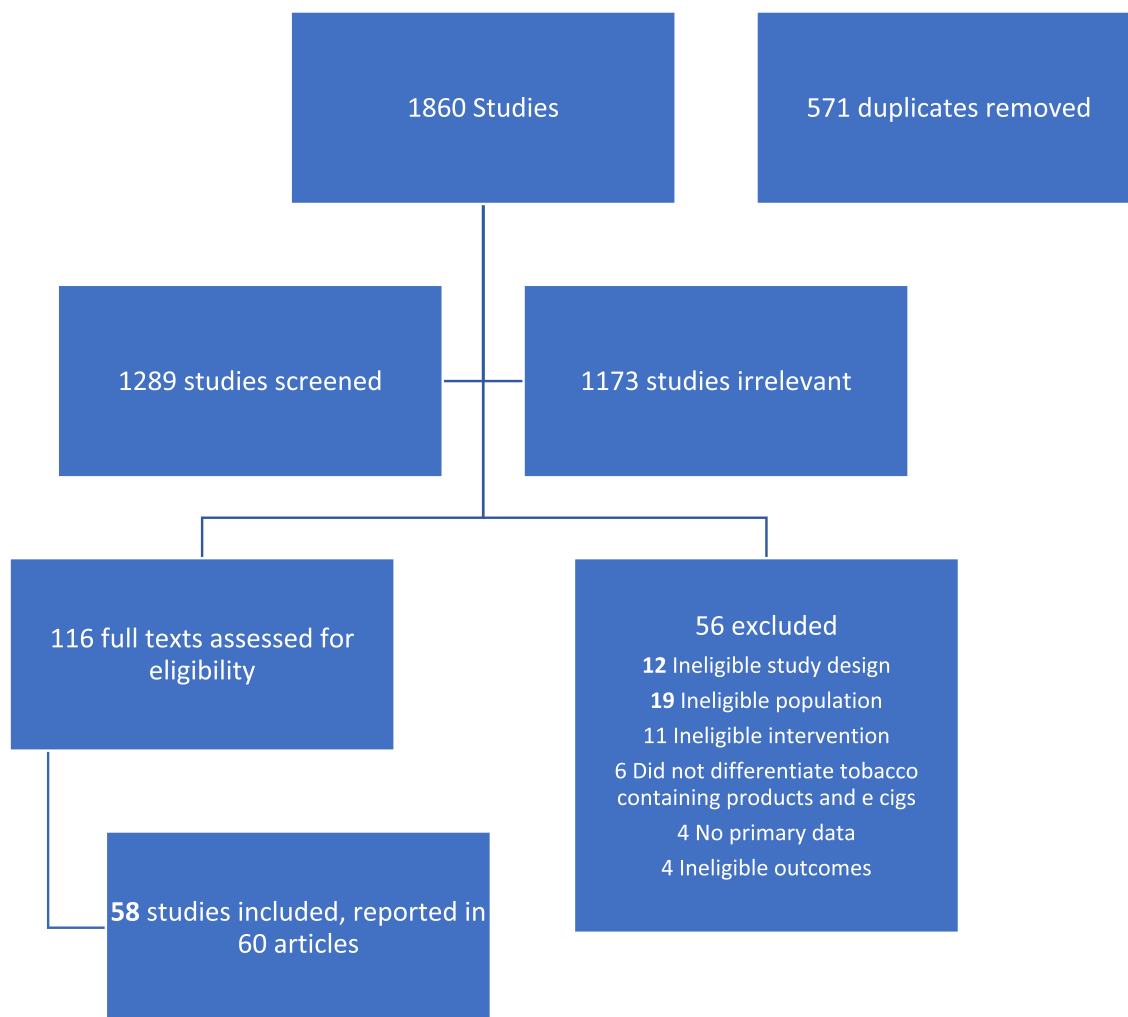 1860 Studies
571 duplicates removed
1289 studies screened
1173 studies irrelevant
116 full texts assessed for
eligibility
56 excluded
12 Ineligible study design
19 Ineligible population
11 Ineligible intervention
6 Did not differentiate tobacco
containing products and e cigs
4 No primary data
4 Ineligible outcomes
58 studies included, reported in
60 articles